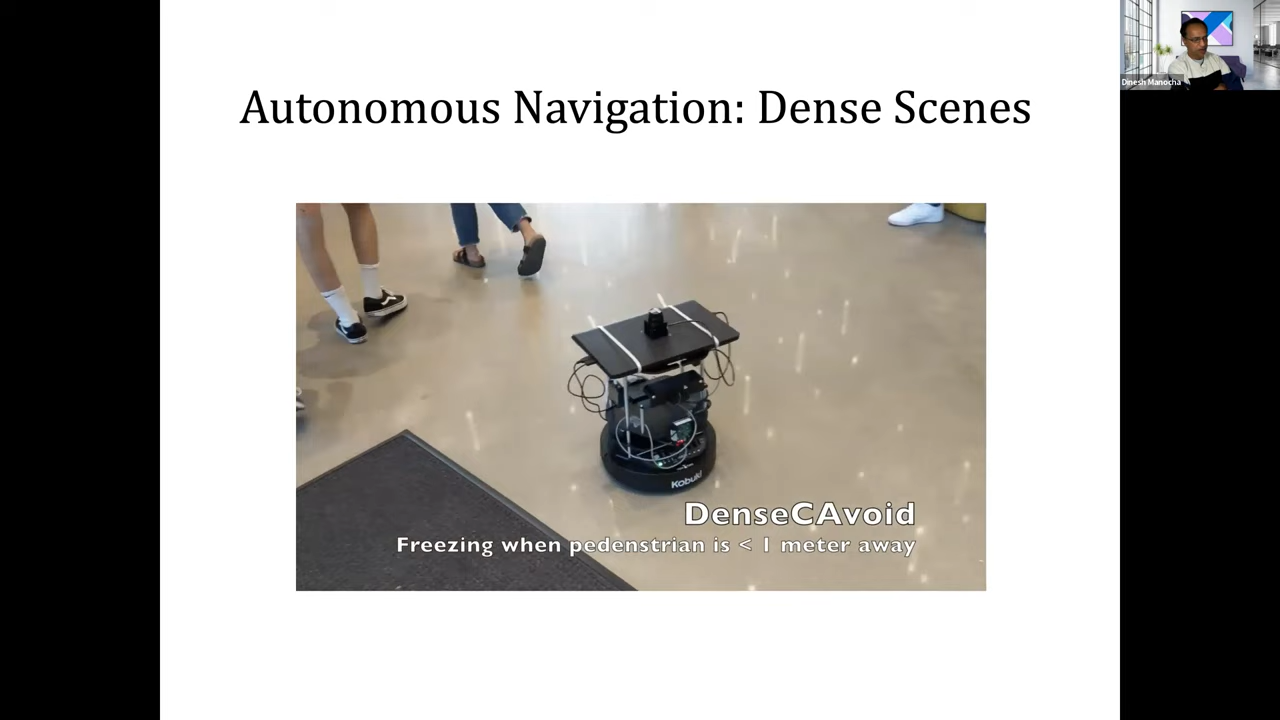 Autonomous Navigation: Dense Scenes
Dinesh Manocha
Kobuki
DenseCAvoid
Freezing when pedenstrian is < 1 meter away